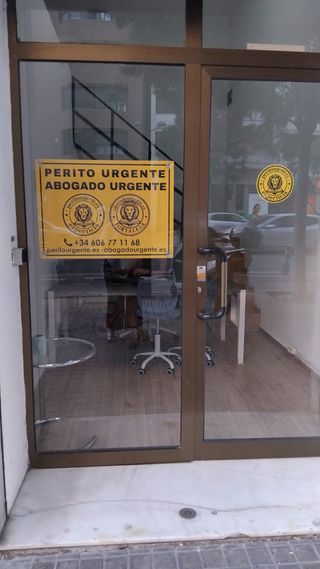 PERITO URGENTE
ABOGADO URGENTE
+34 606 77 11 68
peritourgente.es - abogadourgente.es